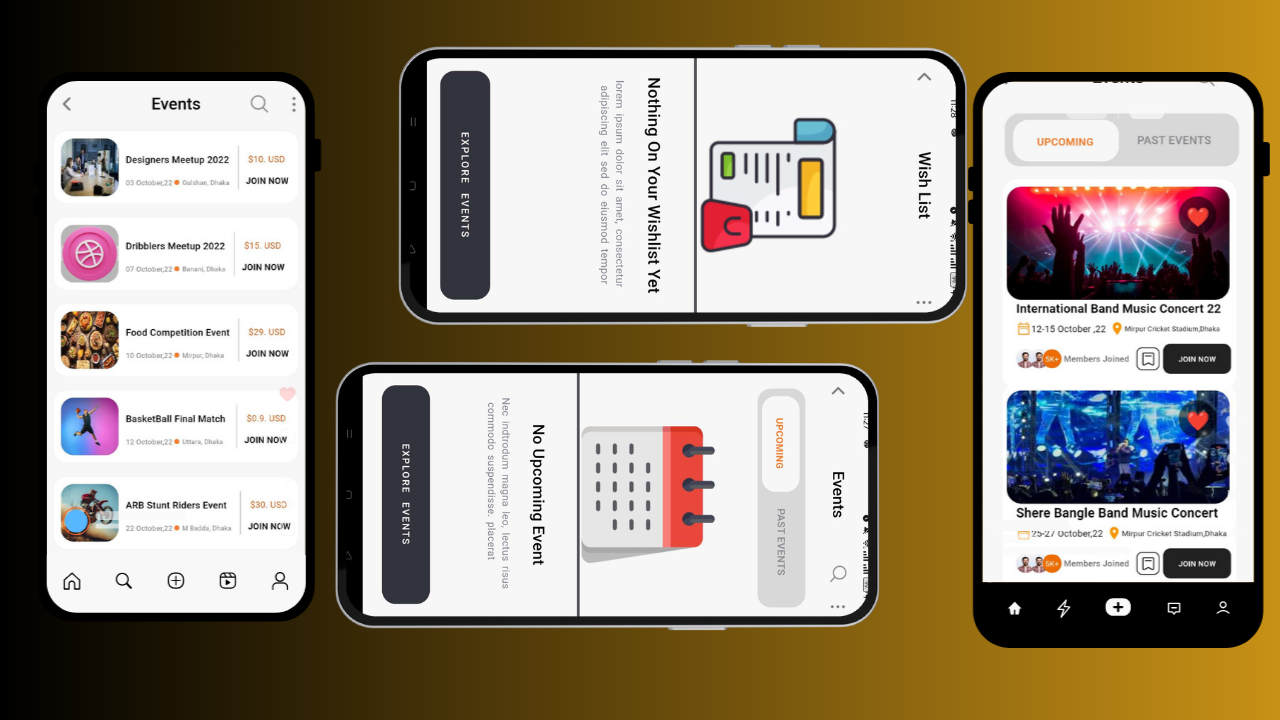 Events
Designers Meetup 2022
$10. USD
03 October,22 Gulshan, Dhaka
JOIN NOW
Dribblers Meetup 2022
$15. USD
07 October,22 Banani, Dhaka
JOIN NOW
Food Competition Event
$29. USD
10 October,22 Mirpur, Dhaka
JOIN NOW
BasketBall Final Match
$0.9. USD
12 October,22 Uttara, Dhaka
JOIN NOW
ARB Stunt Riders Event
$30. USD
22 October,22 M Badda, Dhaka
JOIN NOW
11:28
Wish List
Nothing On Your Wishlist Yet
lorem ipsum dolor sit amet, consectetur
adipiscing elit sed do eiusmod tempor
EXPLORE EVENTS
11:27
Events
UPCOMING PAST EVENTS
No Upcoming Event
Nec indtrodum magna leo, lectus risus
commodo suspendisse. placerat
EXPLORE EVENTS
Events
UPCOMING PAST EVENTS
International Band Music Concert 22
12-15 October ,22 Mirpur Cricket Stadium,Dhaka
5K+ Members Joined JOIN NOW
Shere Bangle Band Music Concert
25-27 October,22 Mirpur Cricket Stadium,Dhaka
5K+ Members Joined JOIN NOW